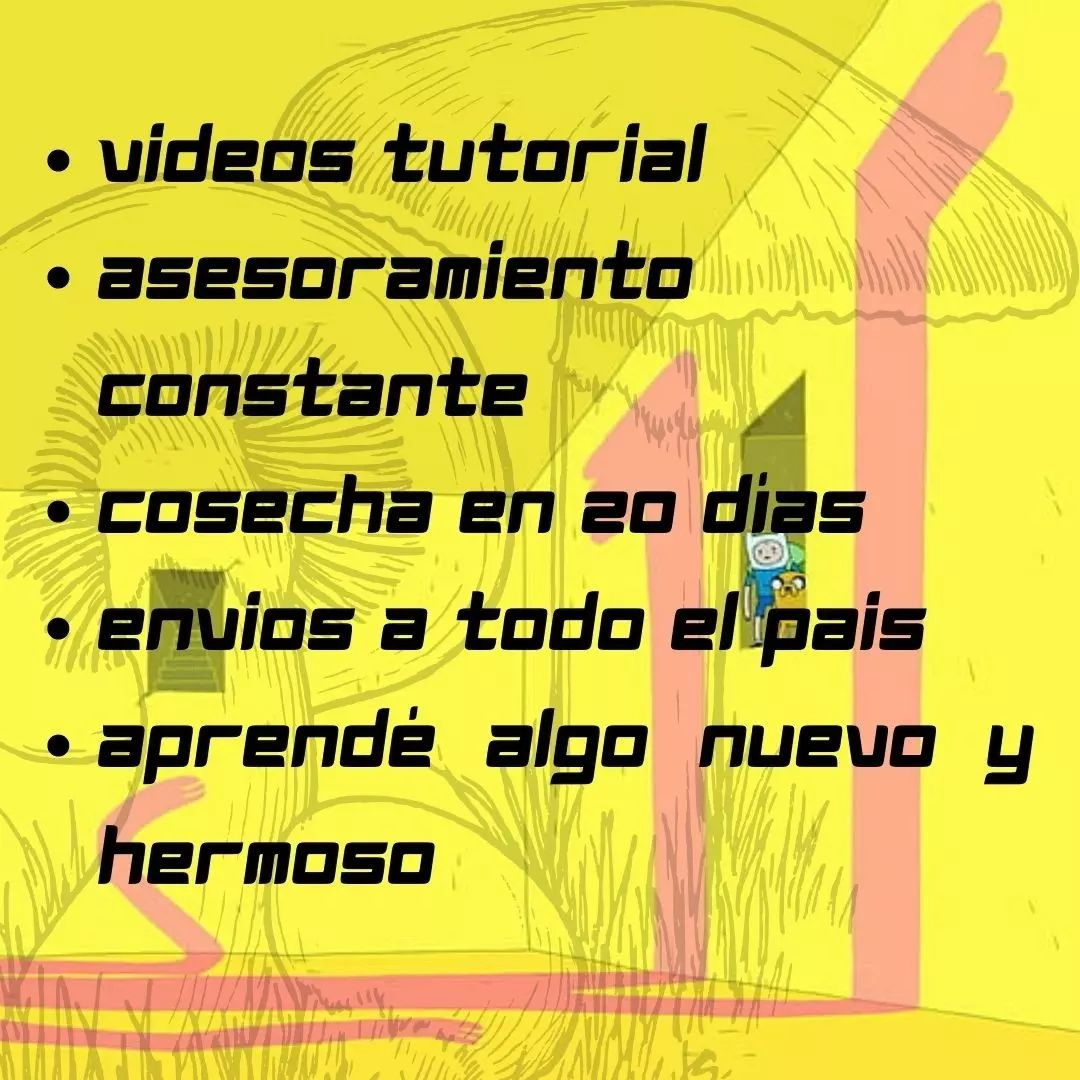 • videos tutorial
• asesoramiento
constante
• cosecha en 20 dias
• envios a todo el pais
• aprendé algo nuevo y
hermoso